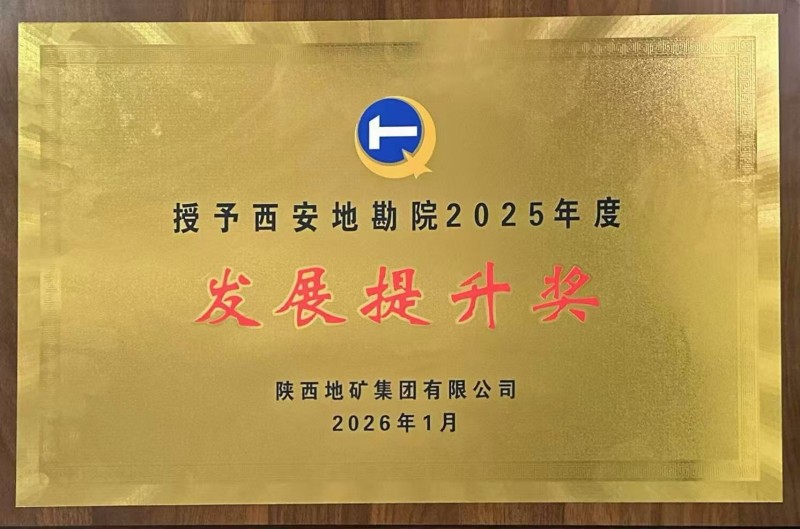 授予西安地勘院2025年度
发展提升奖
陕西地矿集团有限公司
2026年1月